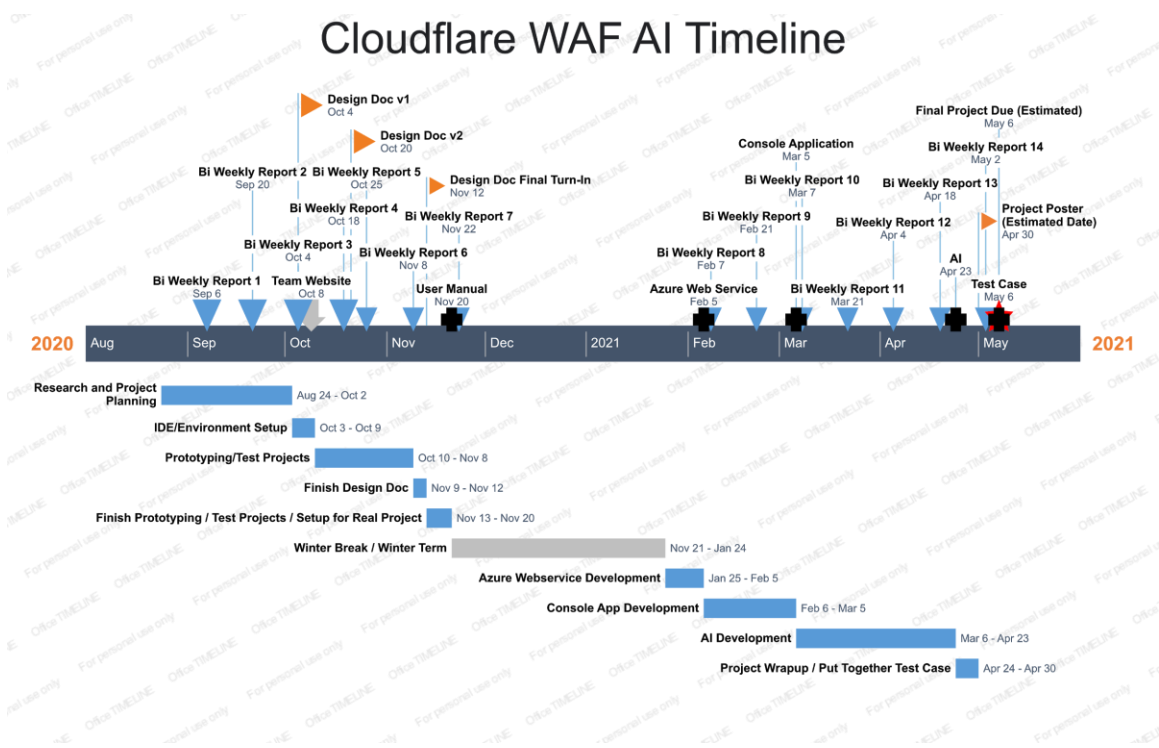 Cloudflare WAF AI Timeline
Design Doc v1
Oct 4
Design Doc v2
Oct 20
Bi Weekly Report 2
Sep 20
Bi Weekly Report 5
Oct 25
Design Doc Final Turn-In
Nov 12
Bi Weekly Report 4
Oct 18
Bi Weekly Report 7
Nov 22
Bi Weekly Report 3
Oct 4
Bi Weekly Report 6
Nov 8
Bi Weekly Report 1
Sep 6
Team Website
Oct 8
User Manual
Nov 20
Final Project Due (Estimated)
May 6
Console Application
Mar 5
Bi Weekly Report 14
May 2
Bi Weekly Report 10
Mar 7
Bi Weekly Report 13
Apr 18
Bi Weekly Report 9
Feb 21
Bi Weekly Report 12
Apr 4
Project Poster
(Estimated Date)
Apr 30
Bi Weekly Report 8
Feb 7
AI
Apr 23
Azure Web Service
Feb 5
Bi Weekly Report 11
Mar 21
Test Case
May 6
2020 Aug Sep Oct Nov Dec 2021 Feb Mar Apr May 2021
Research and Project
Planning
Aug 24 - Oct 2
IDE/Environment Setup Oct 3 - Oct 9
Prototyping/Test Projects Oct 10 - Nov 8
Finish Design Doc Nov 9 - Nov 12
Finish Prototyping / Test Projects / Setup for Real Project Nov 13 - Nov 20
Winter Break / Winter Term Nov 21 - Jan 24
Azure Webservice Development Jan 25 - Feb 5
Console App Development Feb 6 - Mar 5
AI Development Mar 6 - Apr 23
Project Wrapup / Put Together Test Case Apr 24 - Apr 30
For personal use only
Office TIMELINE